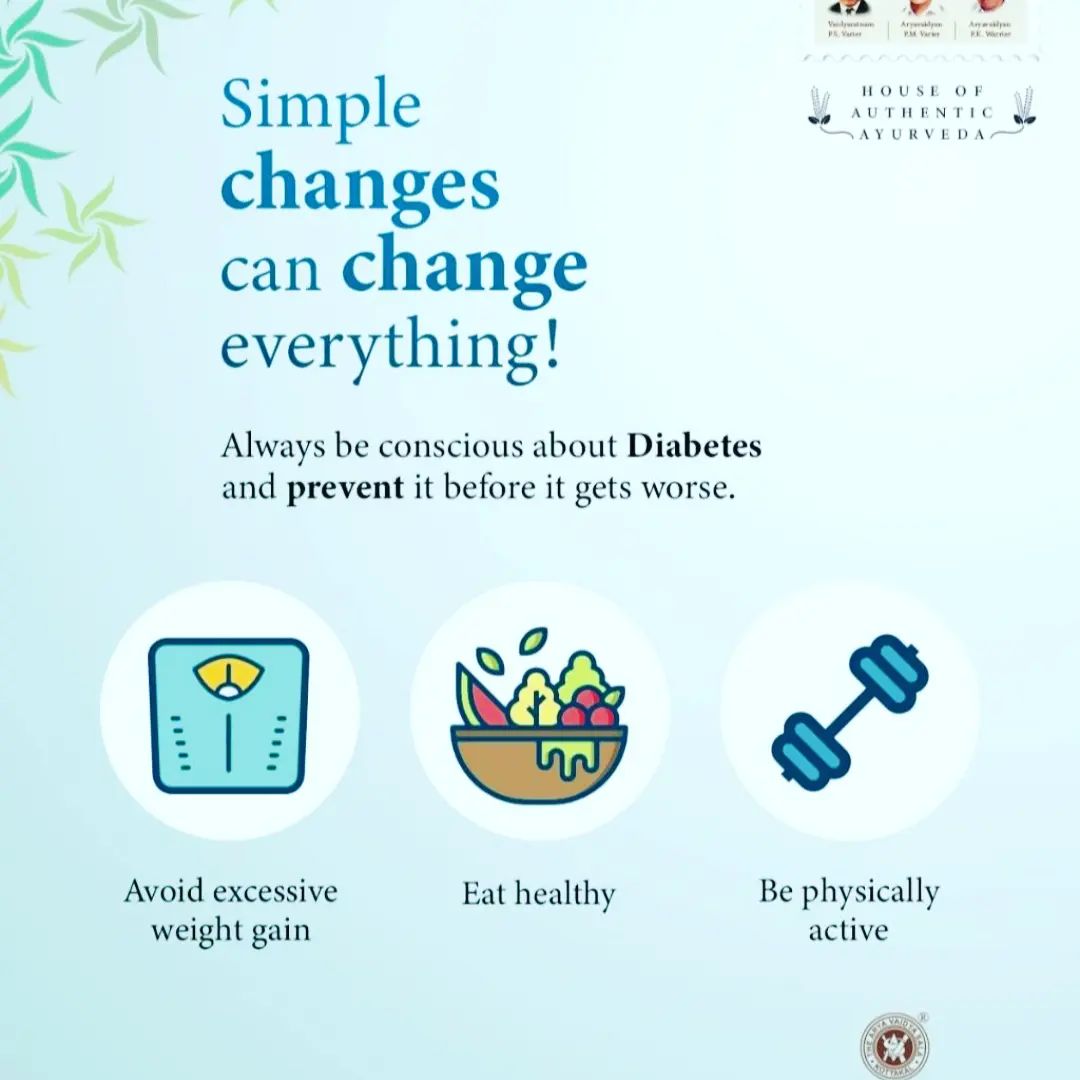 Vaidyaratnam
P.S. Varier
Aryavaidyan
P.M. Varier
Aryavaidyan
P.K. Warrier
HOUSE OF
AUTHENTIC
AYURVEDA
Simple
changes
can change
everything!
Always be conscious about Diabetes
and prevent it before it gets worse.
Avoid excessive
weight gain
Eat healthy
Be physically
active
®
THE ARYA VAIDYA SALA
KOTTAKAL